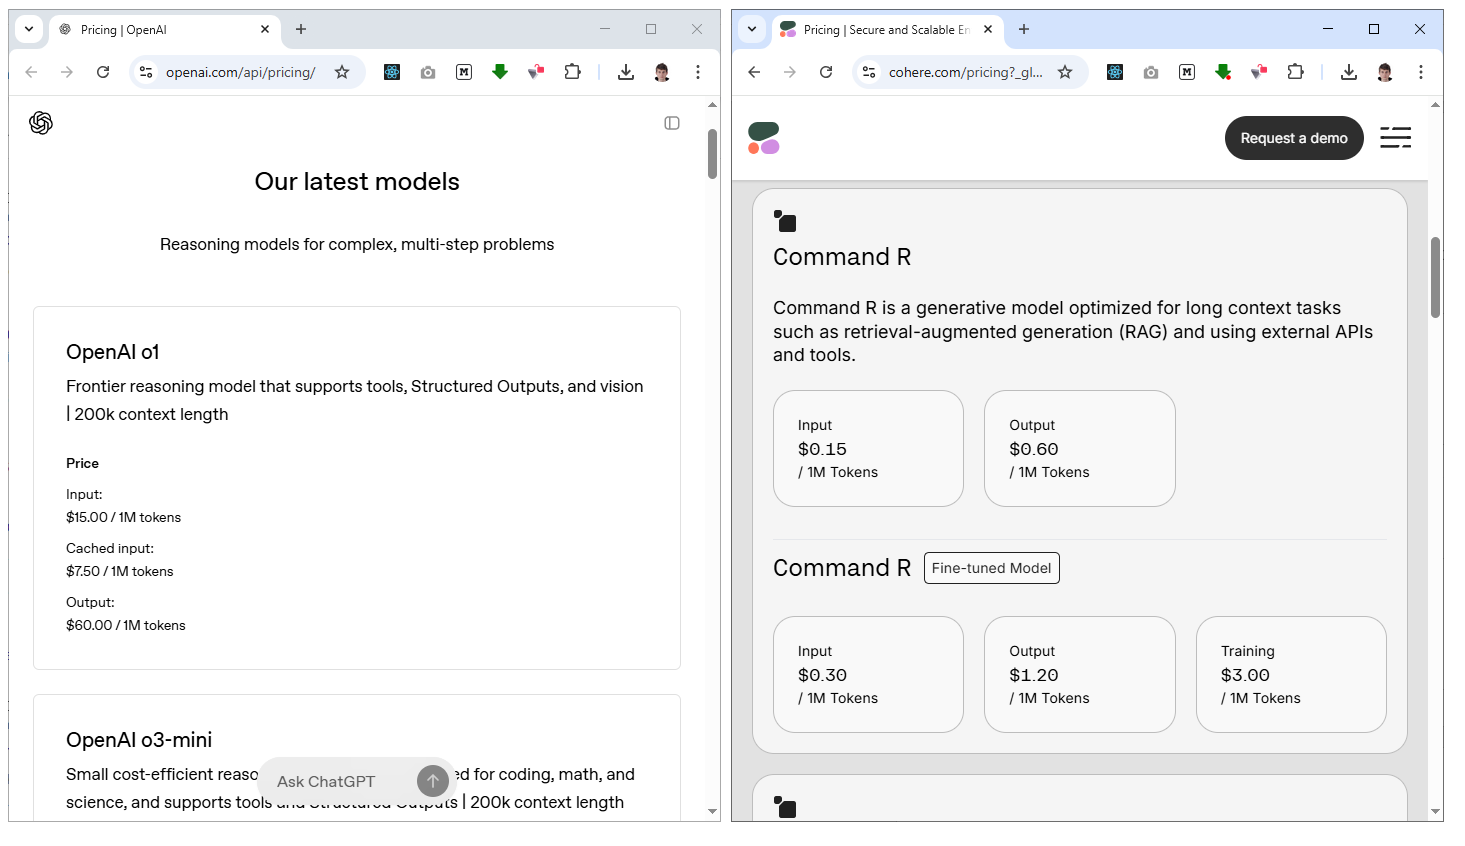 Pricing | OpenAI
openai.com/api/pricing/
Our latest models
Reasoning models for complex, multi-step problems
OpenAI o1
Frontier reasoning model that supports tools, Structured Outputs, and vision
| 200k context length
Price
Input:
$15.00 / 1M tokens
Cached input:
$7.50 / 1M tokens
Output:
$60.00 / 1M tokens
OpenAI o3-mini
Small cost-efficient reaso
ed for coding, math, and
science, and supports tools and Structured Outputs | 200k context length
Ask ChatGPT
Pricing | Secure and Scalable En
cohere.com/pricing?_gl...
Request a demo
Command R
Command R is a generative model optimized for long context tasks
such as retrieval-augmented generation (RAG) and using external APIs
and tools.
Input
$0.15
/ 1M Tokens
Output
$0.60
/ 1M Tokens
Command R
Fine-tuned Model
Input
$0.30
/ 1M Tokens
Output
$1.20
/ 1M Tokens
Training
$3.00
/ 1M Tokens